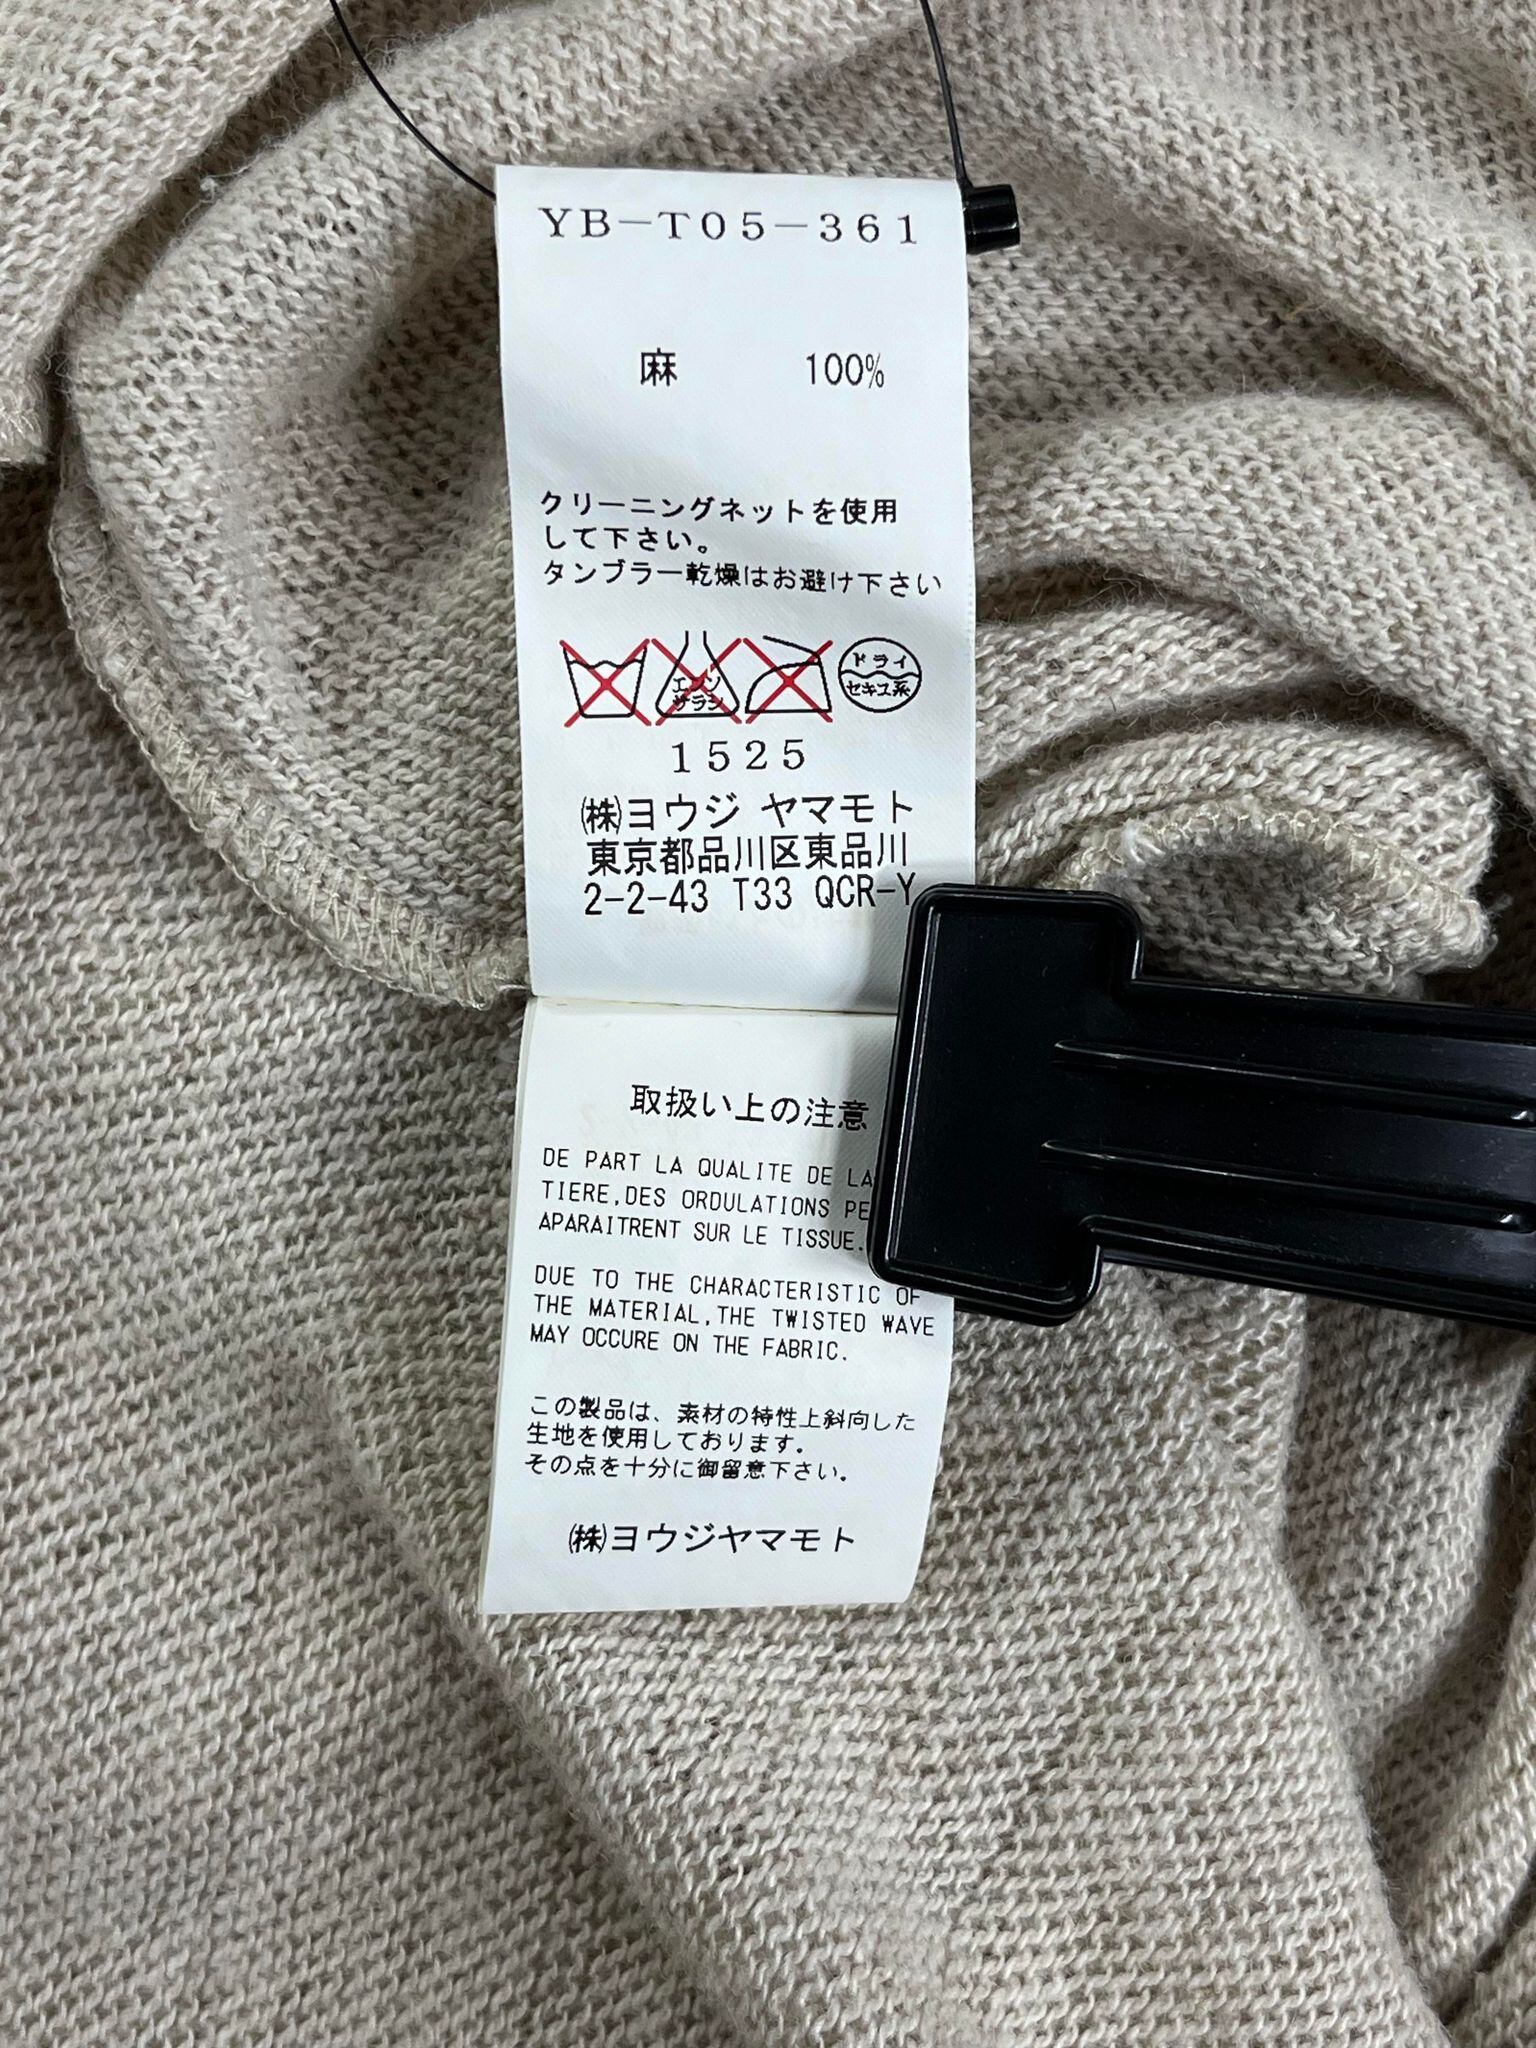 YB-T05-361
麻 100%
クリーニングネットを使用
して下さい。
タンブラー乾燥はお避け下さい
エンソ
サラシ
ドライ
セキユ系
1525
㈱ヨウジ ヤマモト
東京都品川区東品川
2-2-43 T33 QCR-Y
取扱い上の注意
DE PART LA QUALITE DE LA
TIERE,DES ORDULATIONS PE
APARAITRENT SUR LE TISSUE.
DUE TO THE CHARACTERISTIC OF
THE MATERIAL,THE TWISTED WAVE
MAY OCCURE ON THE FABRIC.
この製品は、素材の特性上斜向した
生地を使用しております。
その点を十分に御留意下さい。
㈱ヨウジヤマモト